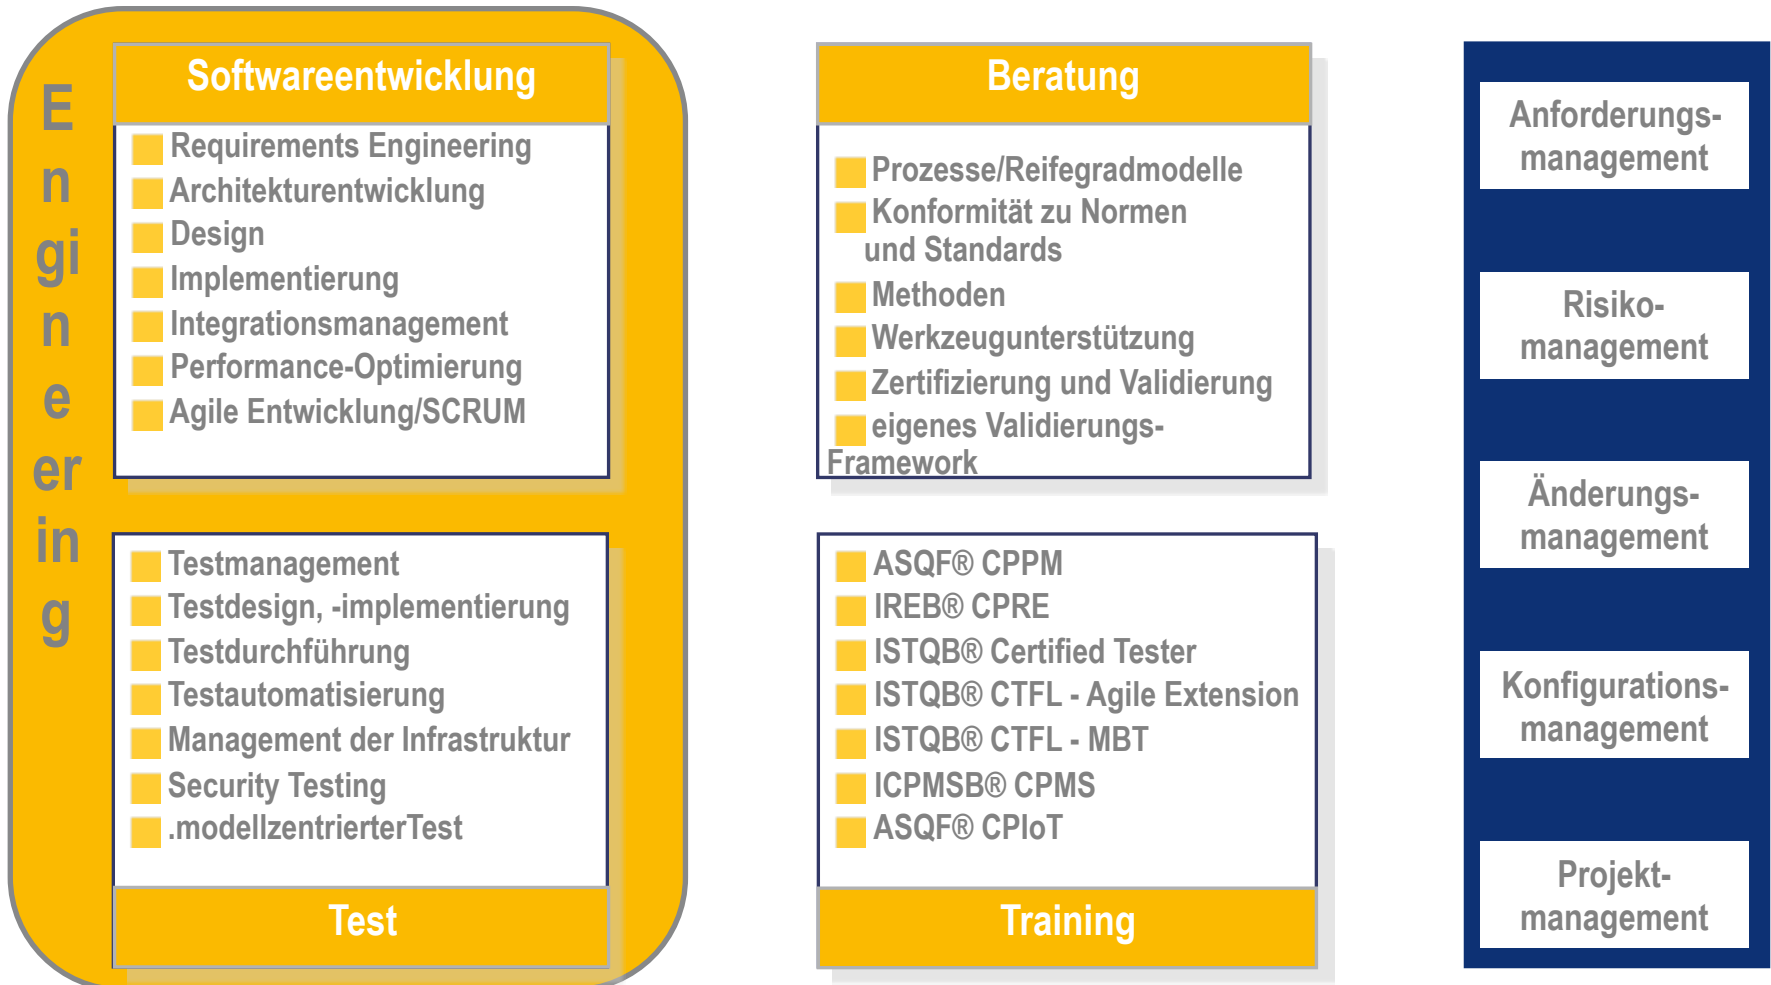 E
n
gi
n
e
er
in
g
Softwareentwicklung
Requirements Engineering
Architekturentwicklung
Design
Implementierung
Integrationsmanagement
Performance-Optimierung
Agile Entwicklung/SCRUM
Testmanagement
Testdesign, -implementierung
Testdurchführung
Testautomatisierung
Management der Infrastruktur
Security Testing
.modellzentrierterTest
Test
Beratung
Prozesse/Reifegradmodelle
Konformität zu Normen
und Standards
Methoden
Werkzeugunterstützung
Zertifizierung und Validierung
eigenes Validierungs-
Framework
ASQF® CPPM
IREB® CPRE
ISTQB® Certified Tester
ISTQB® CTFL - Agile Extension
ISTQB® CTFL - MBT
ICPMSB® CPMS
ASQF® CPIoT
Training
Anforderungs-
management
Risiko-
management
Änderungs-
management
Konfigurations-
management
Projekt-
management